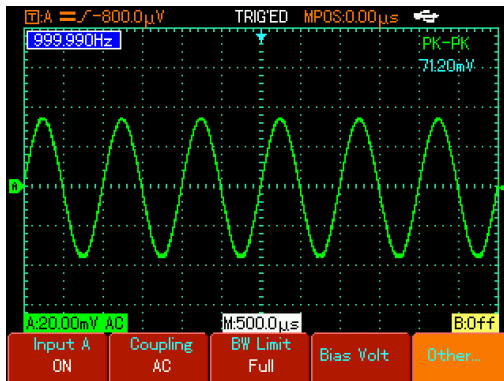 T:A ⎓ -800.0μV TRIG'ED MPOS:0.00μs
999.990Hz
PK-PK
71.20mV
A
A:20.00mV AC M:500.0μs B:Off
Input A Coupling BW Limit Bias Volt Other...
ON AC Full